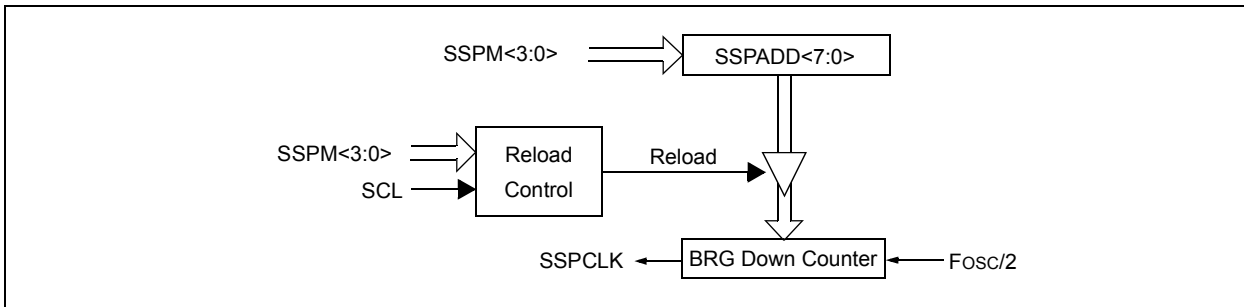 SSPM<3:0>
SSPADD<7:0>
SSPM<3:0>
SCL
Reload
Control
Reload
SSPCLK
BRG Down Counter
FOSC/2